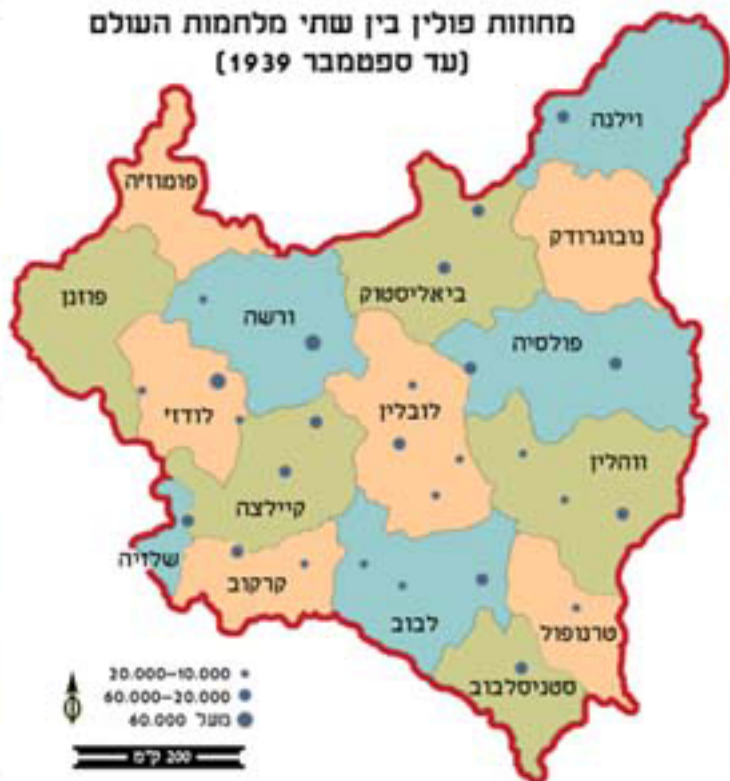 מחוזות פולין בין שתי מלחמות העולם
(עד ספטמבר 1939)
וילנה
פומוז'ה
נובוגרודק
ביאליסטוק
פוזנן
ורשה
פולסיה
לודז'י
לובלין
ווהלין
קיילצה
שלזיה
קרקוב
לבוב
טרנופול
סטניסלבוב
20.000–10.000
60.000–20.000
מעל 60.000
200 ק"מ